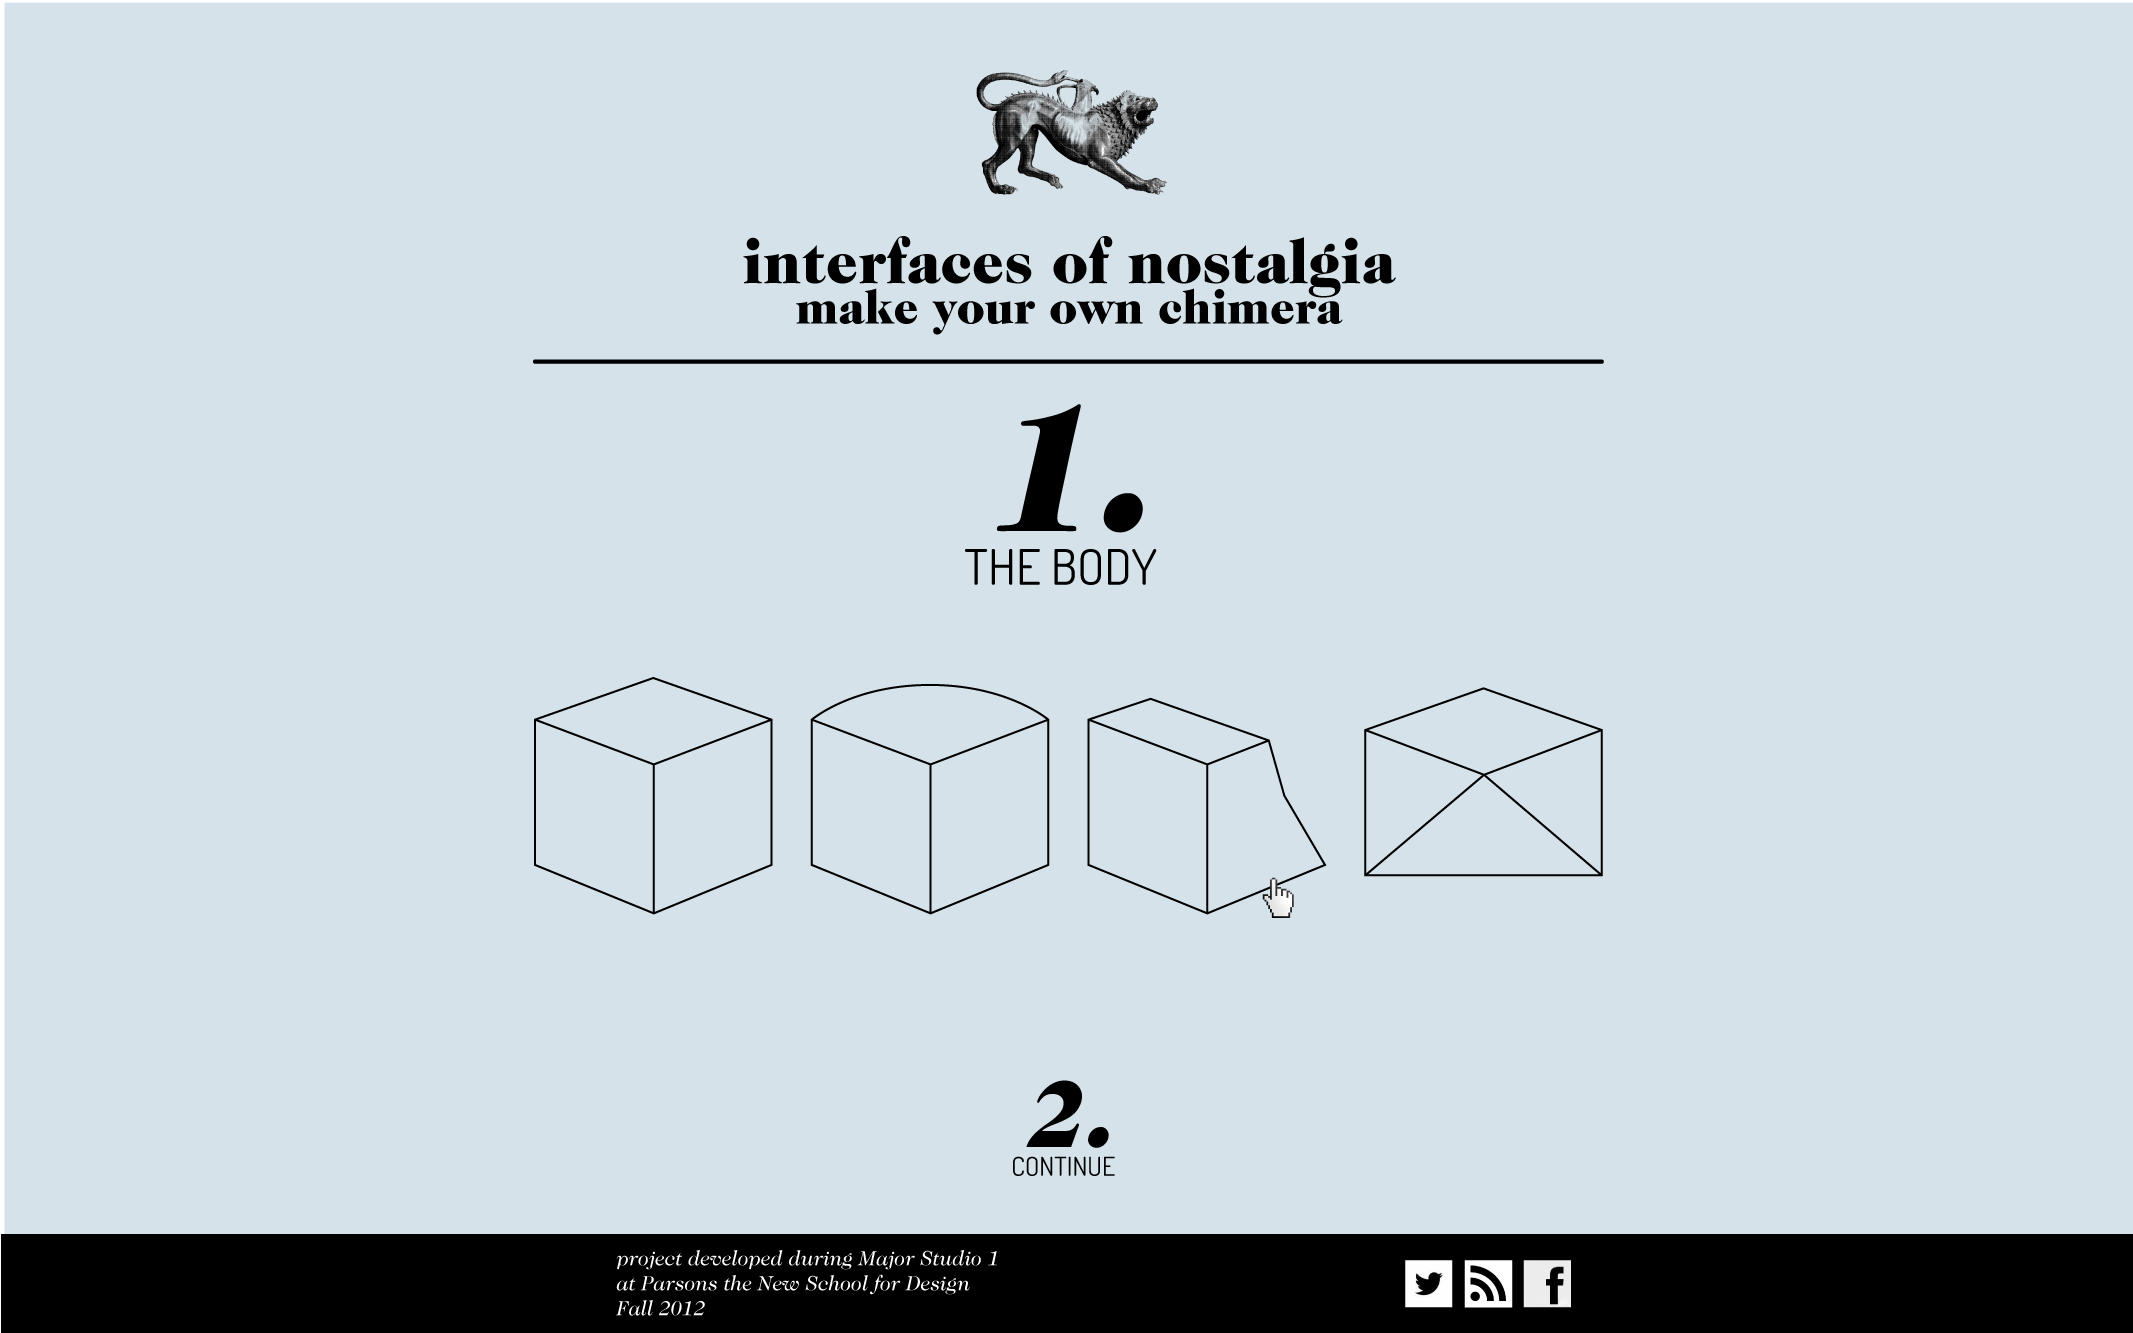 interfaces of nostalgia
make your own chimera
1.
THE BODY
2.
CONTINUE
project developed during Major Studio 1
at Parsons the New School for Design
Fall 2012